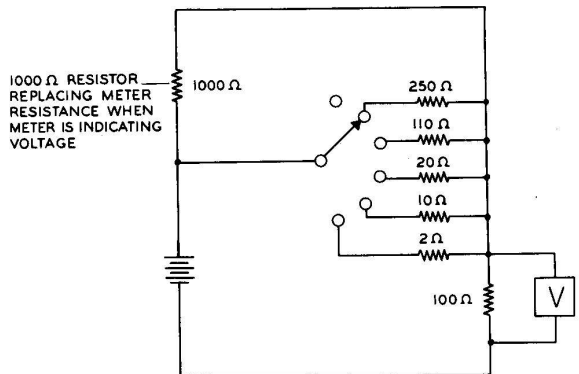 1000 Ω RESISTOR
REPLACING METER
RESISTANCE WHEN
METER IS INDICATING
VOLTAGE
1000 Ω
250 Ω
110 Ω
20 Ω
10 Ω
2 Ω
100 Ω
V